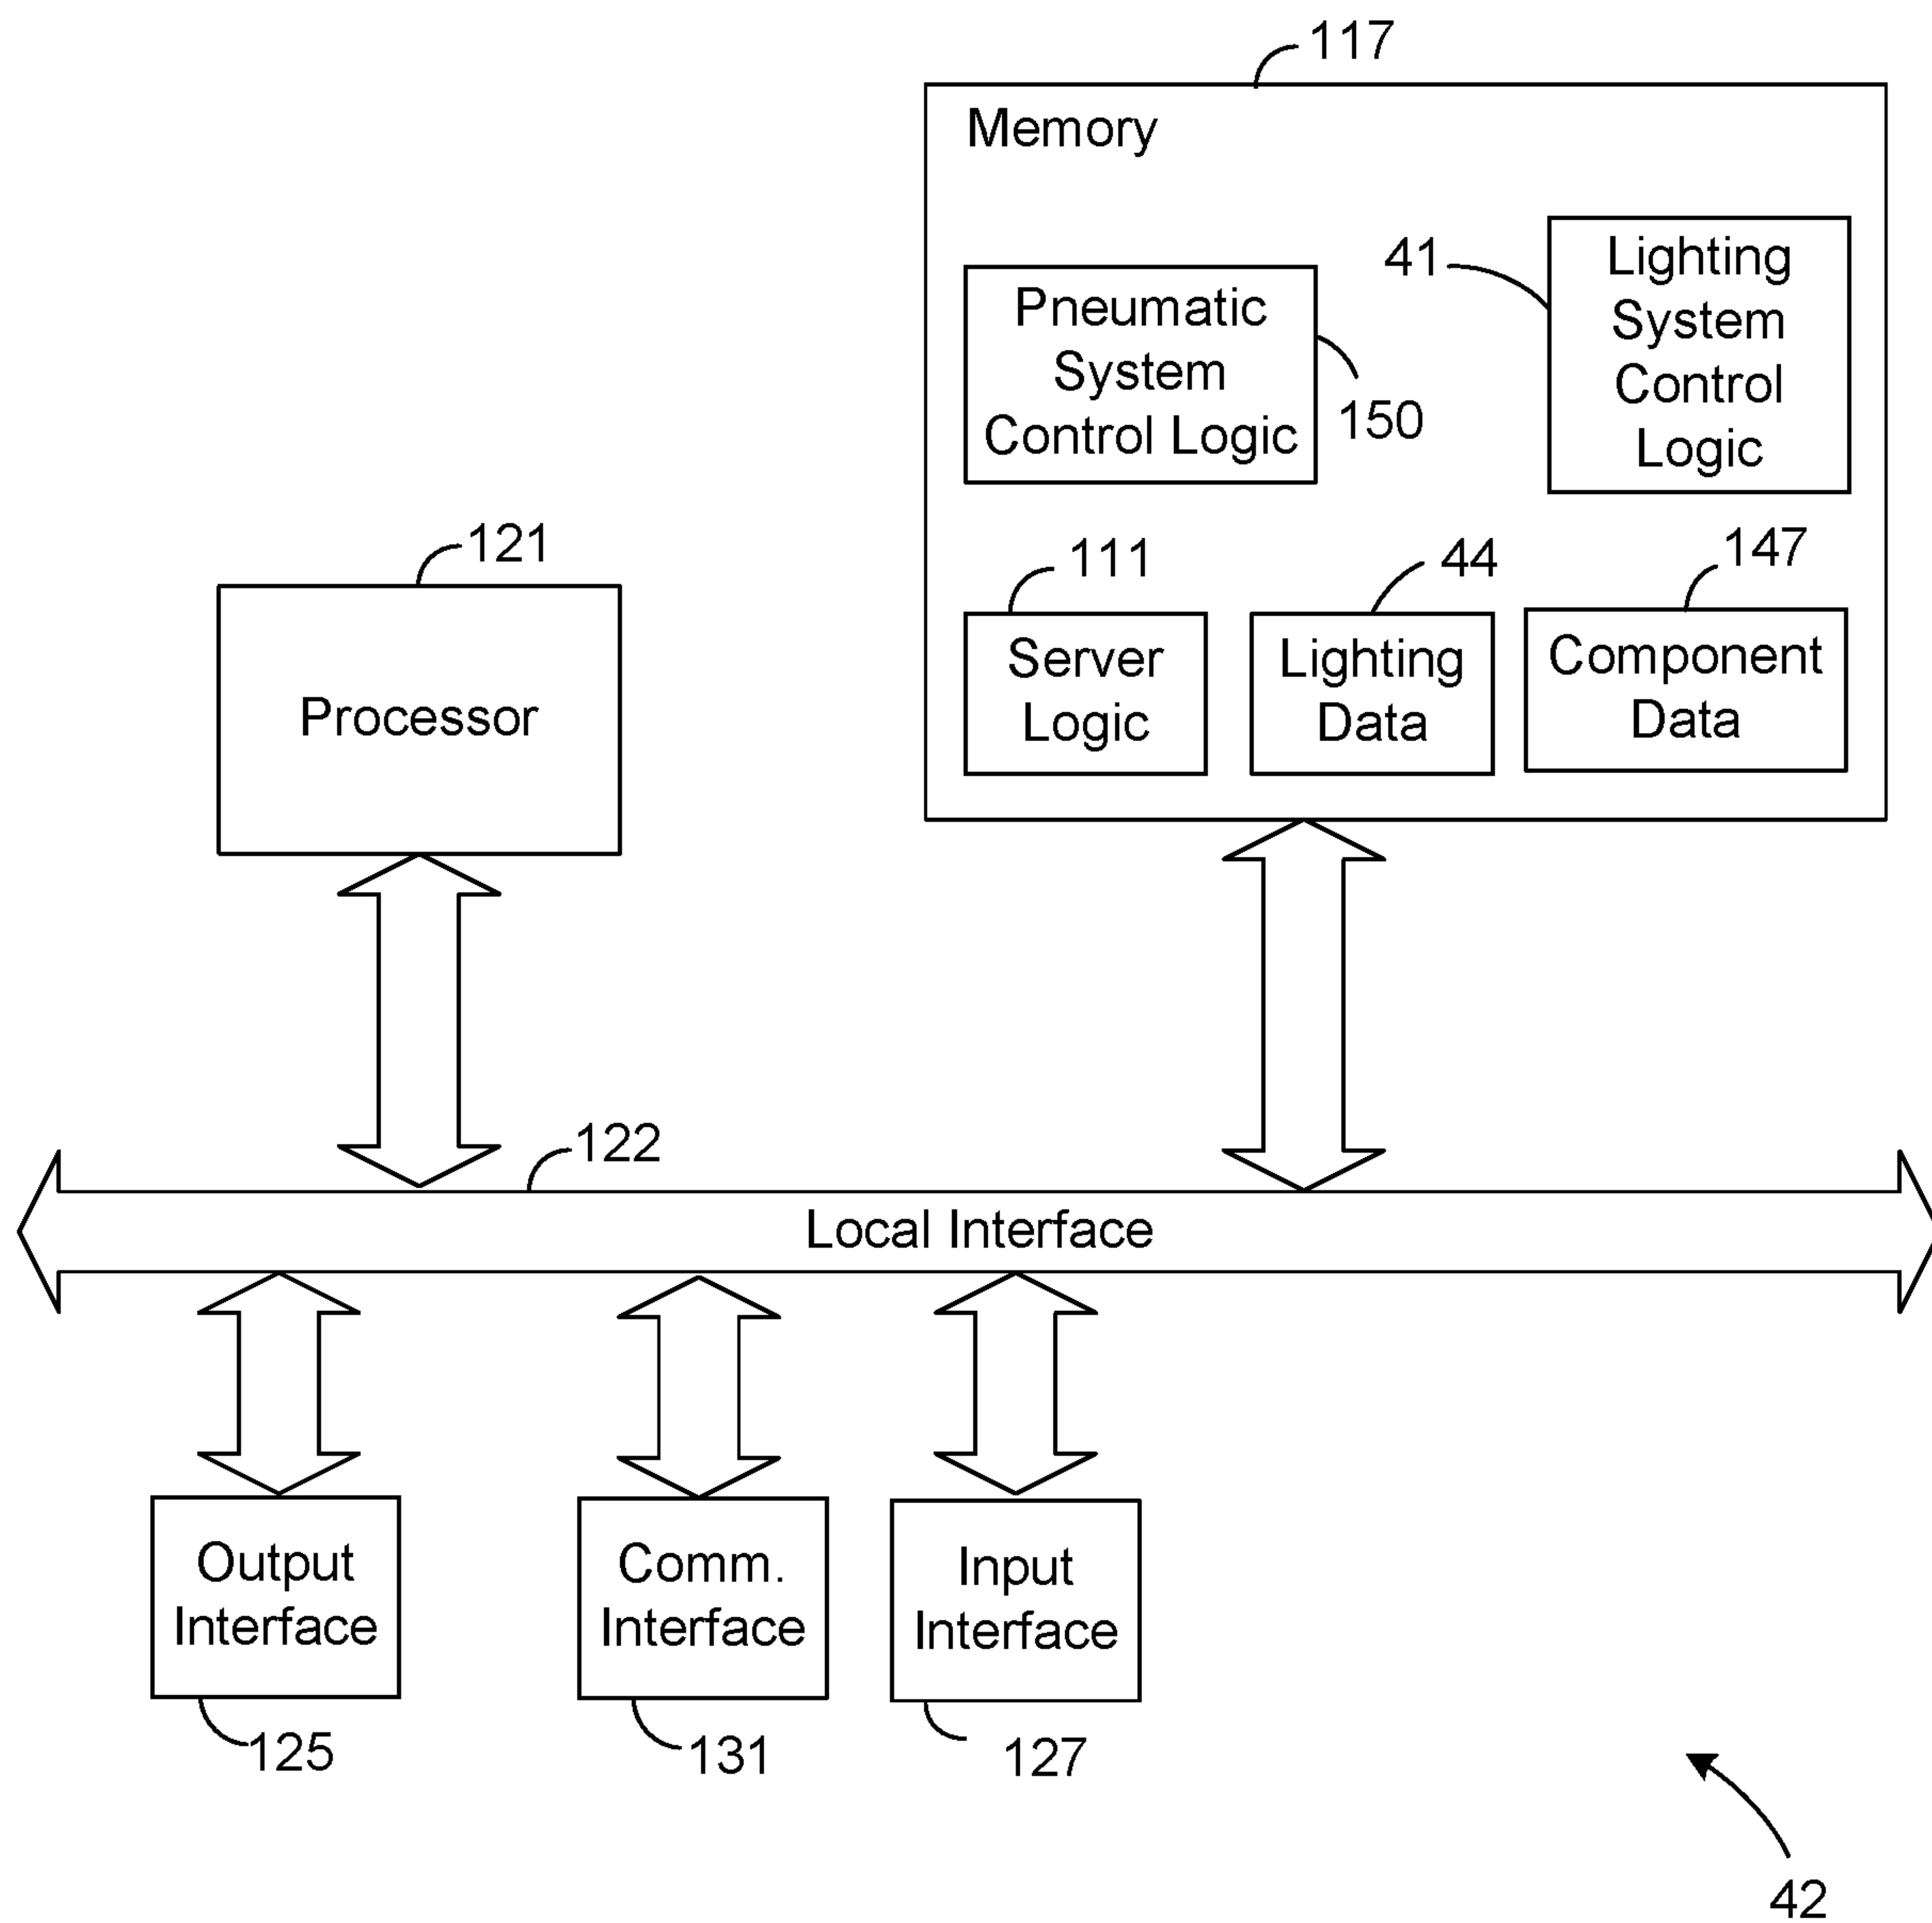 117
Memory
Pneumatic
System
Control Logic
150
41
Lighting
System
Control
Logic
121
Processor
111
Server
Logic
44
Lighting
Data
147
Component
Data
122
Local Interface
Output
Interface
125
Comm.
Interface
131
Input
Interface
127
42